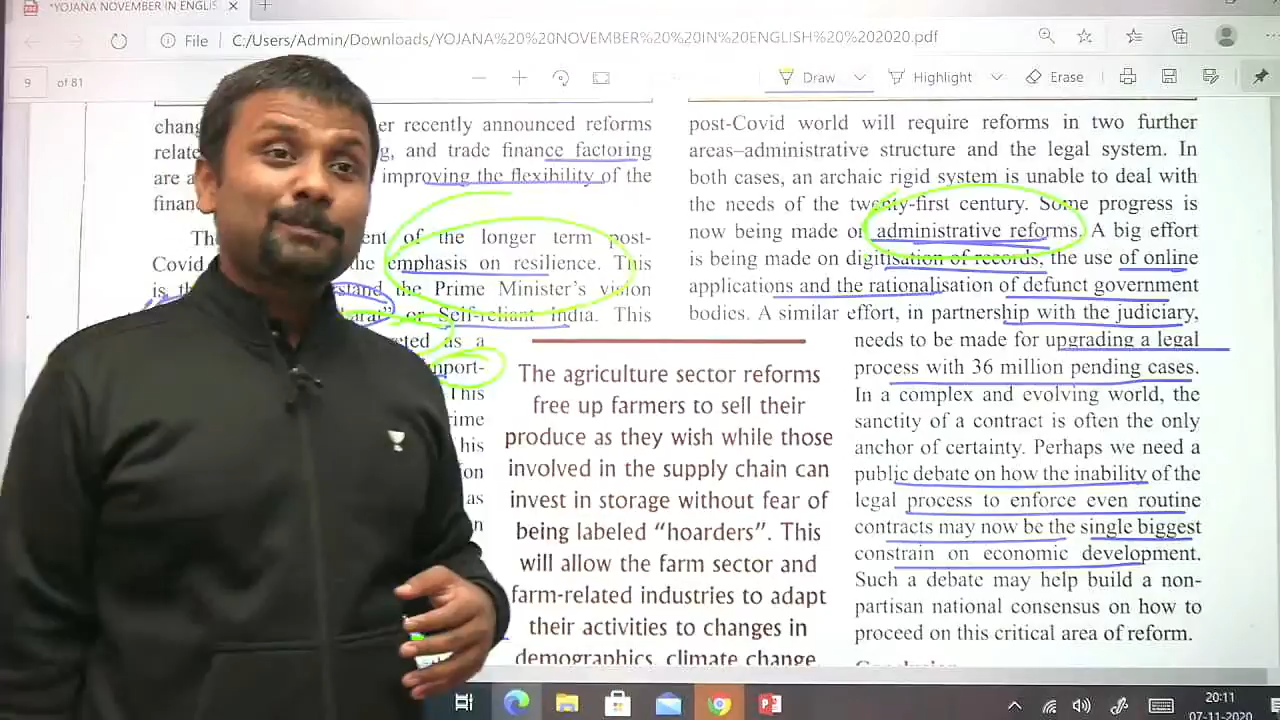 *YOJANA NOVEMBER IN ENGLIS
File C:/Users/Admin/Downloads/YOJANA%20%20NOVEMBER%20%20IN%20ENGLISH%20%202020.pdf
9 of 81
Draw Highlight Erase
er recently announced reforms
and trade finance factoring
are a improving the flexibility of the
of the longer term post-
Covid emphasis on resilience. This
is the Prime Minister's vision
or Self-reliant India. This
as a
This
as
The agriculture sector reforms
free up farmers to sell their
produce as they wish while those
involved in the supply chain can
invest in storage without fear of
being labeled “hoarders”. This
will allow the farm sector and
farm-related industries to adapt
their activities to changes in
demographics, climate change,
post-Covid world will require reforms in two further
areas–administrative structure and the legal system. In
both cases, an archaic rigid system is unable to deal with
the needs of the twenty-first century. Some progress is
now being made on administrative reforms. A big effort
is being made on digitisation of records, the use of online
applications and the rationalisation of defunct government
bodies. A similar effort, in partnership with the judiciary,
needs to be made for upgrading a legal
process with 36 million pending cases.
In a complex and evolving world, the
sanctity of a contract is often the only
anchor of certainty. Perhaps we need a
public debate on how the inability of the
legal process to enforce even routine
contracts may now be the single biggest
constrain on economic development.
Such a debate may help build a non-
partisan national consensus on how to
proceed on this critical area of reform.
Conclusion
20:11
07-11-2020